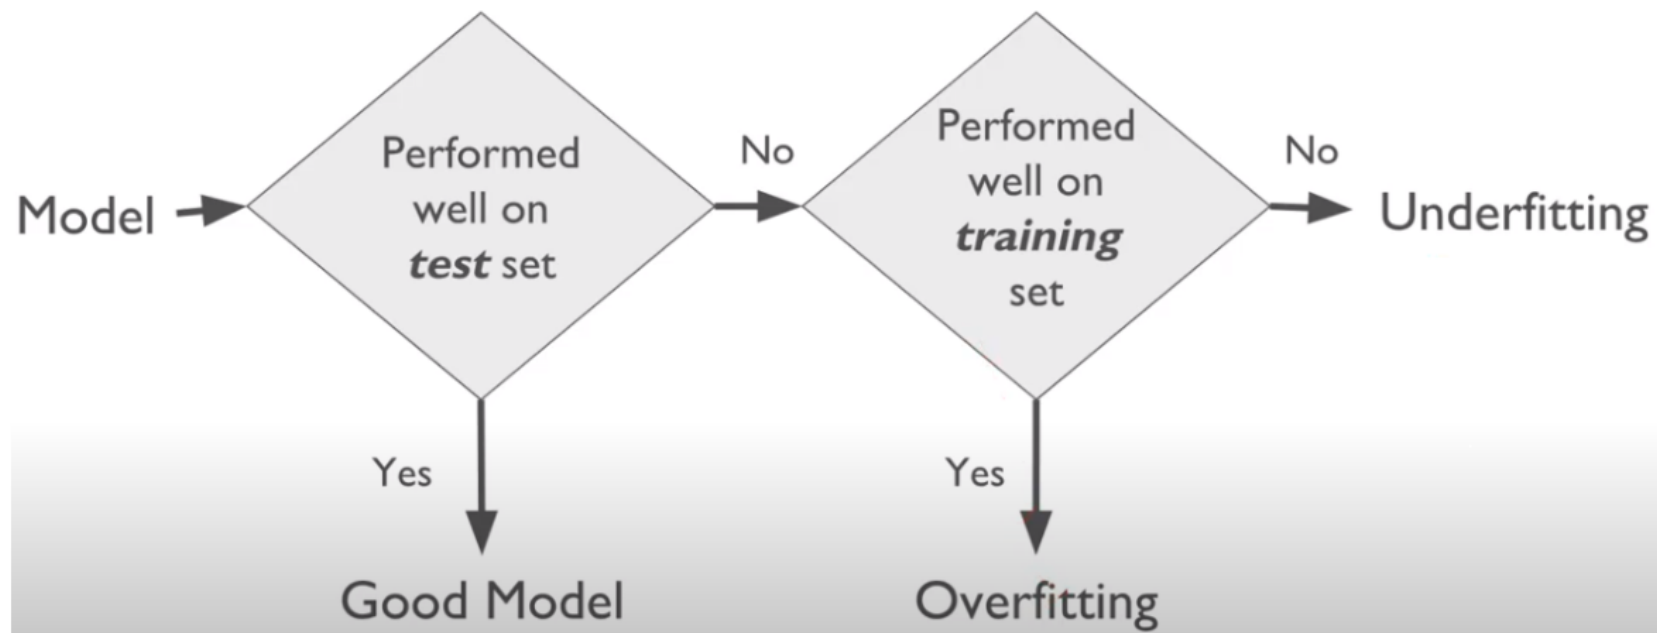 Model
Performed
well on
test set
No
Performed
well on
training
set
No
Underfitting
Yes
Good Model
Yes
Overfitting